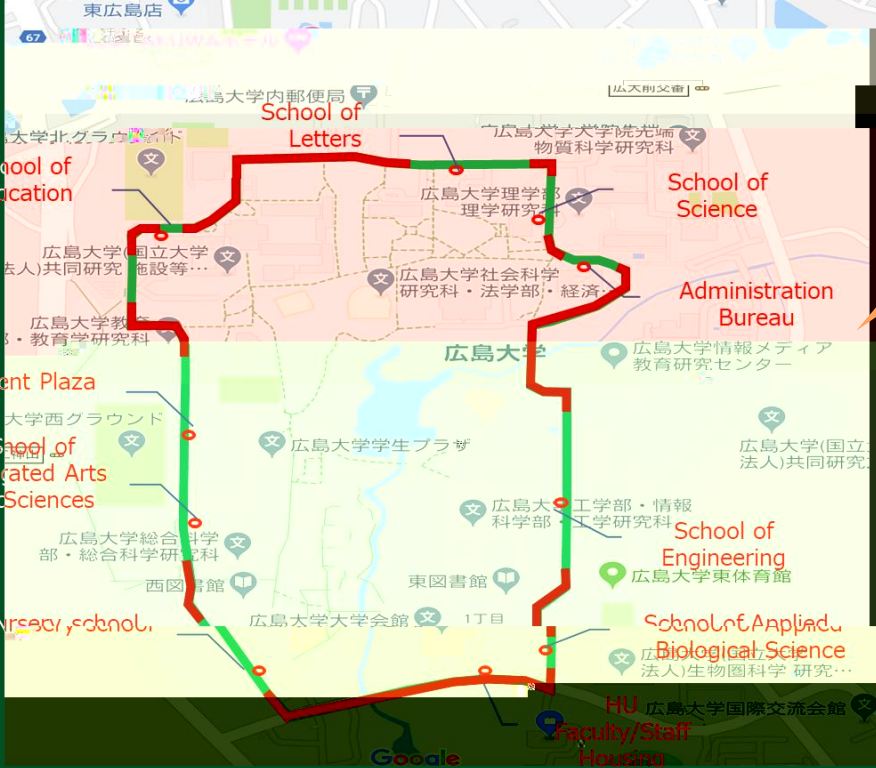 東広島店
67
広島大学内郵便局
広大前交番
School of
Letters
広島大学大学院先端
物質科学研究科
広島大学理学部
理学研究科
School of
Science
広島大学(国立大学
法人)共同研究 施設等…
広島大学社会科学
研究科・法学部・経済…
Administration
Bureau
広島大学教育
部・教育学研究科
広島大学
広島大学情報メディア
教育研究センター
ent Plaza
大学西グラウンド
広島大学学生プラザ
広島大学(国立
法人)共同研究
ool of
rated Arts
Sciences
広島大学工学部・情報
科学部・工学研究科
School of
Engineering
広島大学総合科学
部・総合科学研究科
西図書館
東図書館
広島大学東体育館
広島大学大学会館
1丁目
School of Applied
Biological Science
法人)生物圏科学 研究…
HU
Faculty/Staff
Housing
広島大学国際交流会館
Google